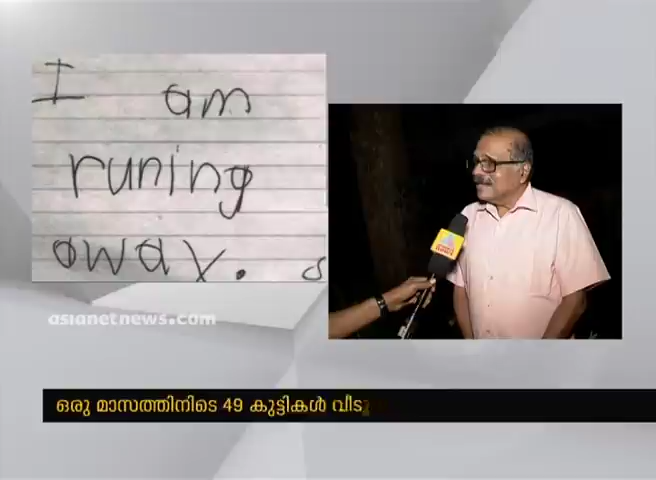 I am
runing
away.
asianetnews.com
ഒരു മാസത്തിനിടെ 49 കുട്ടികൾ